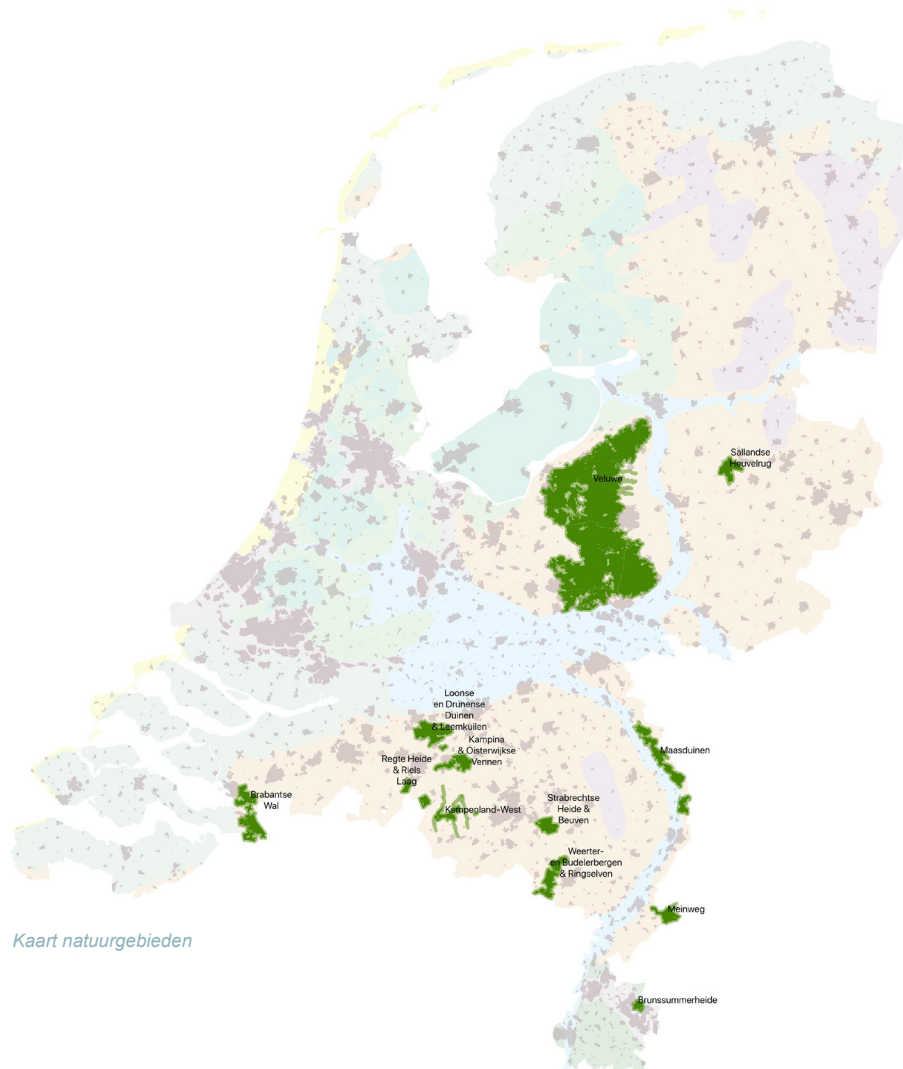 Sallandse
Heuvelrug
Veluwe
Loonse
en Drunense
Duinen
& Leemkuilen
Kampina
& Oisterwijkse
Vennen
Maasduinen
Regte Heide
& Riels
Laag
Brabantse
Wal
Kempenland-West
Strabrechtse
Heide &
Beuven
Weerter-
en Budelerbergen
& Ringselven
Meinweg
Kaart natuurgebieden
Brunssummerheide